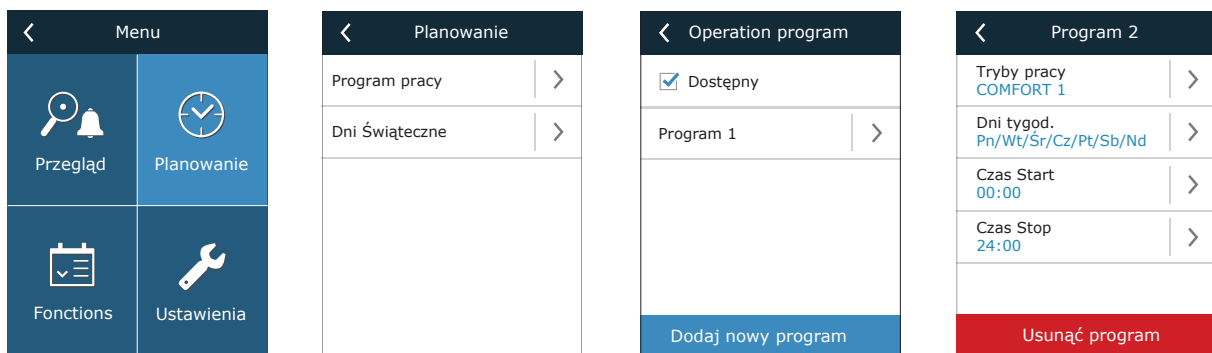 Menu
Przegląd
Planowanie
Fonctions
Ustawienia
Planowanie
Program pracy
Dni Świąteczne
Operation program
Dostępny
Program 1
Dodaj nowy program
Program 2
Tryby pracy
COMFORT 1
Dni tygod.
Pn/Wt/Śr/Cz/Pt/Sb/Nd
Czas Start
00:00
Czas Stop
24:00
Usunąć program